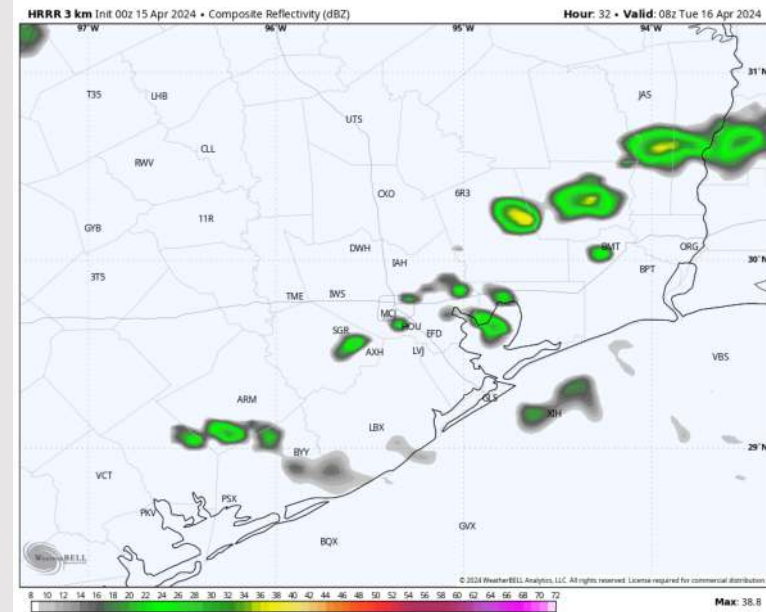 HRRR 3 km Init 00z 15 Apr 2024 • Composite Reflectivity (dBZ) Hour: 32 • Valid: 08z Tue 16 Apr 2024
97°W 96°W 95°W 94°W
31°N
T35 LHB JAS
UTS
CLL
RWV
CXO 6R3
11R
GYB
DWH BMT ORG
IAH 30°N
3T5 BPT
TME IWS
MCJ
SGR HOU EFD
AXH LVJ VBS
ARM GLS
XIH
LBX
BYY 29°N
VCT
PSX
PKV
GVX
BQX
WeatherBELL
© 2024 WeatherBELL Analytics, LLC. All rights reserved. License required for commercial distribution.
8 10 12 14 16 18 20 22 24 26 28 30 32 34 36 38 40 42 44 46 48 50 52 54 56 58 60 62 64 66 68 70 72 Max: 38.8